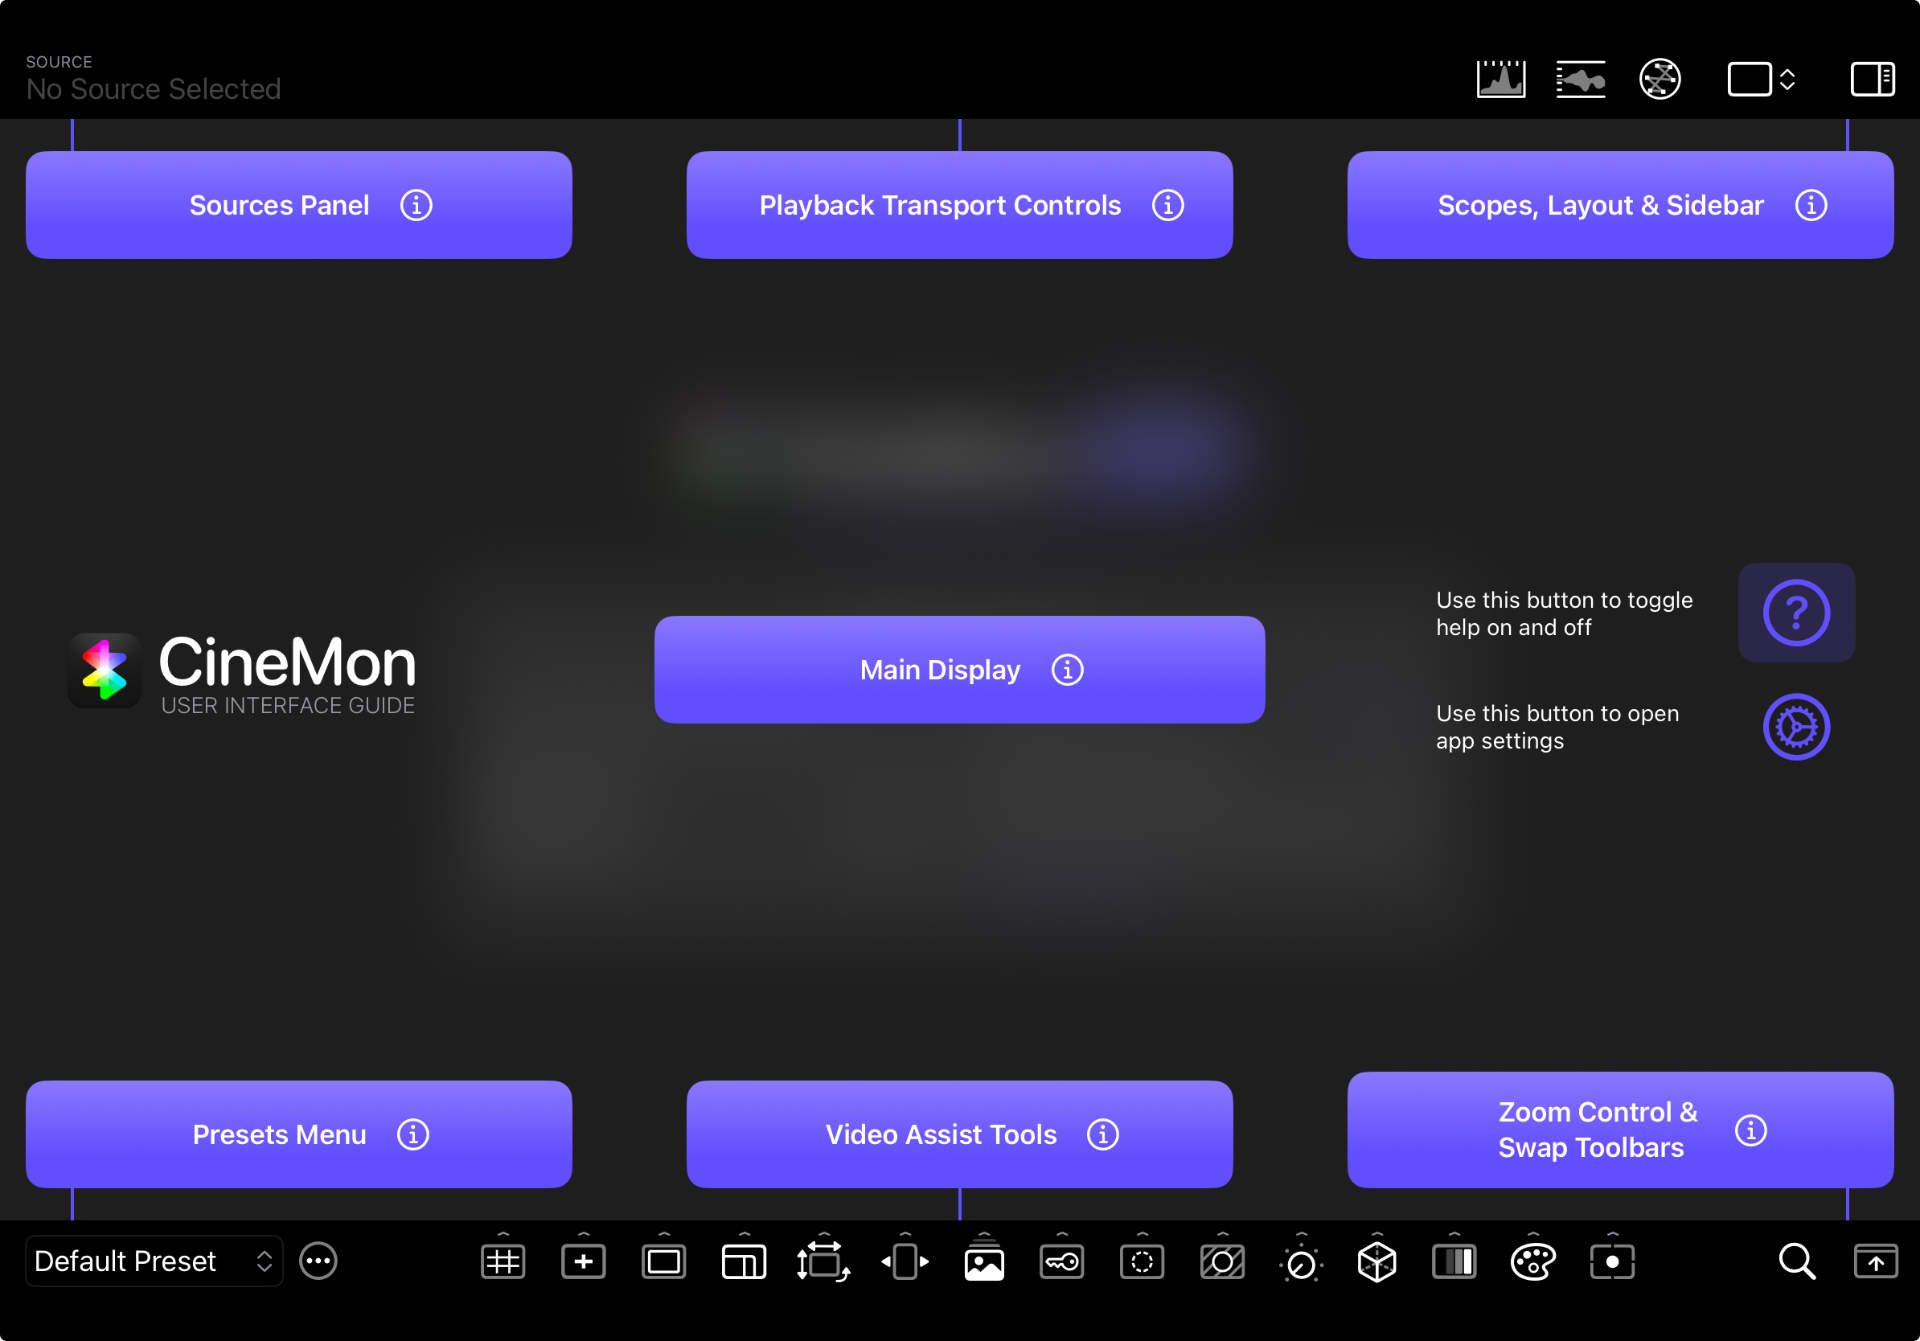 SOURCE
No Source Selected
Sources Panel
Playback Transport Controls
Scopes, Layout & Sidebar
CineMon
USER INTERFACE GUIDE
Main Display
Use this button to toggle
help on and off
Use this button to open
app settings
Presets Menu
Video Assist Tools
Zoom Control &
Swap Toolbars
Default Preset